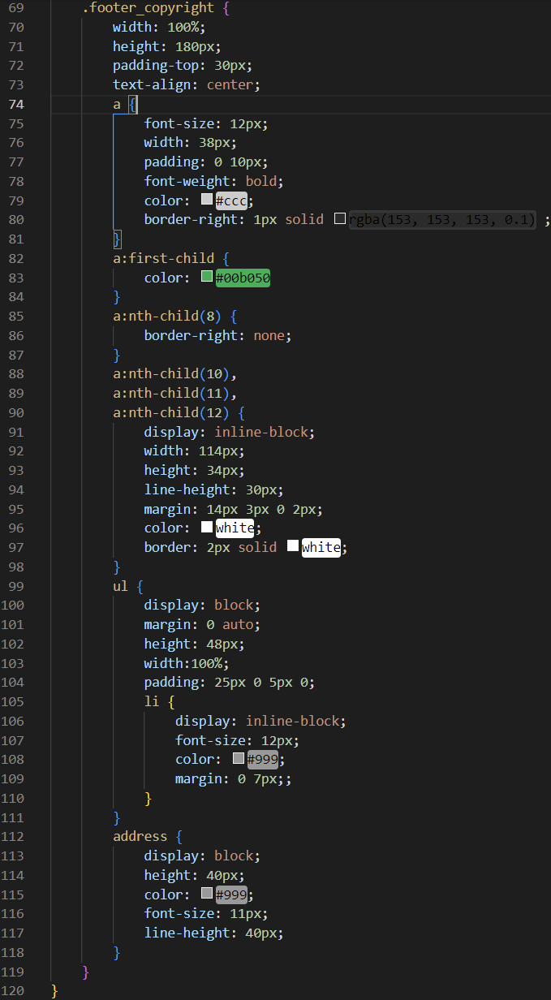 69 .footer_copyright {
70 width: 100%;
71 height: 180px;
72 padding-top: 30px;
73 text-align: center;
74 a {
75 font-size: 12px;
76 width: 38px;
77 padding: 0 10px;
78 font-weight: bold;
79 color: #ccc;
80 border-right: 1px solid rgba(153, 153, 153, 0.1) ;
81 }
82 a:first-child {
83 color: #00b050
84 }
85 a:nth-child(8) {
86 border-right: none;
87 }
88 a:nth-child(10),
89 a:nth-child(11),
90 a:nth-child(12) {
91 display: inline-block;
92 width: 114px;
93 height: 34px;
94 line-height: 30px;
95 margin: 14px 3px 0 2px;
96 color: white;
97 border: 2px solid white;
98 }
99 ul {
100 display: block;
101 margin: 0 auto;
102 height: 48px;
103 width:100%;
104 padding: 25px 0 5px 0;
105 li {
106 display: inline-block;
107 font-size: 12px;
108 color: #999;
109 margin: 0 7px;;
110 }
111 }
112 address {
113 display: block;
114 height: 40px;
115 color: #999;
116 font-size: 11px;
117 line-height: 40px;
118 }
119 }
120 }